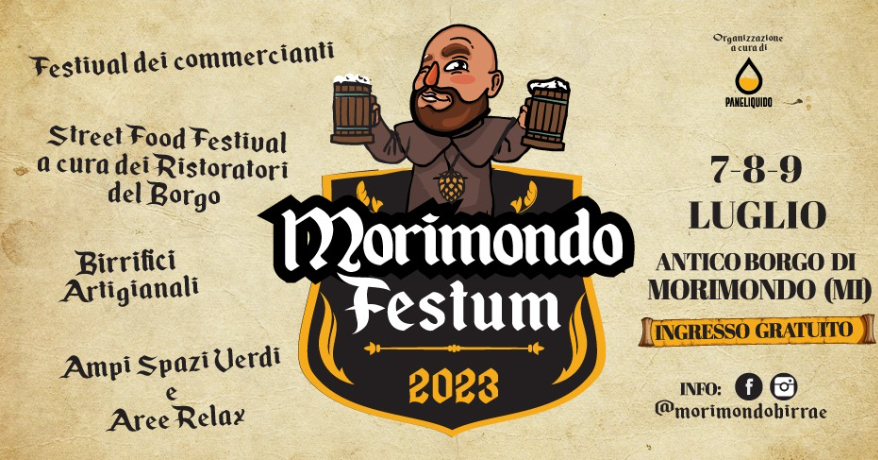 Festival dei commercianti
Street Food Festival
a cura dei Ristoratori
del Borgo
Birrifici
Artigianali
Ampi Spazi Verdi
e
Aree Relax
Morimondo
Festum
2023
Organizzazione
a cura di
PANELIQUIDO
7-8-9
LUGLIO
ANTICO BORGO DI
MORIMONDO (MI)
INGRESSO GRATUITO
INFO:
@morimondobirrae